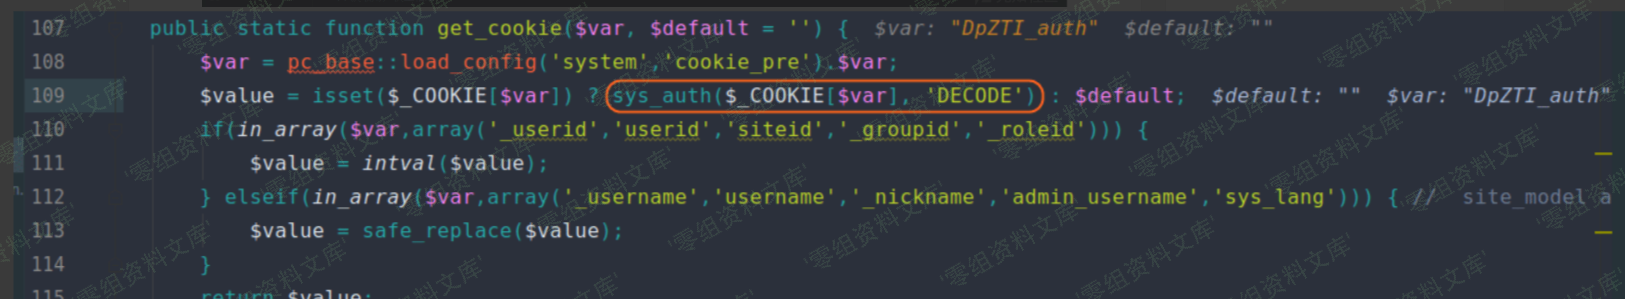 107 public static function get_cookie($var, $default = '') { $var: "DpZTI_auth" $default: ""
108 $var = pc_base::load_config('system','cookie_pre').$var;
109 $value = isset($_COOKIE[$var]) ? sys_auth($_COOKIE[$var], 'DECODE') : $default; $default: "" $var: "DpZTI_auth"
110 if(in_array($var,array('_userid','userid','siteid','_groupid','_roleid'))) {
111 $value = intval($value);
112 } elseif(in_array($var,array('_username','username','_nickname','admin_username','sys_lang'))) { // site_model a
113 $value = safe_replace($value);
114 }
115 return $value;
'零组资料文库'